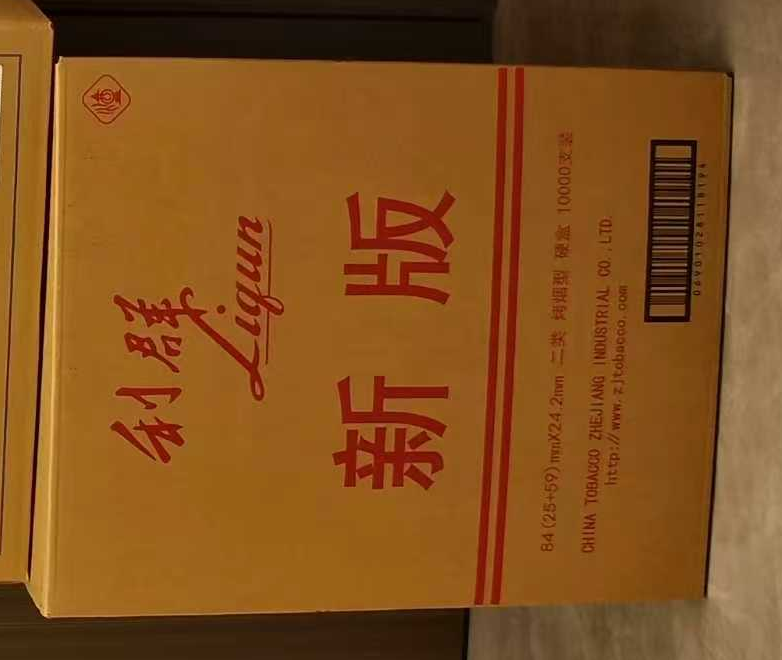 利群
Liqun
新版
84(25+59)mmX24.2mm 二类 烤烟型 硬盒 10000支装
CHINA TOBACCO ZHEJIANG INDUSTRIAL CO.,LTD.
http://www.zjtobacco.com